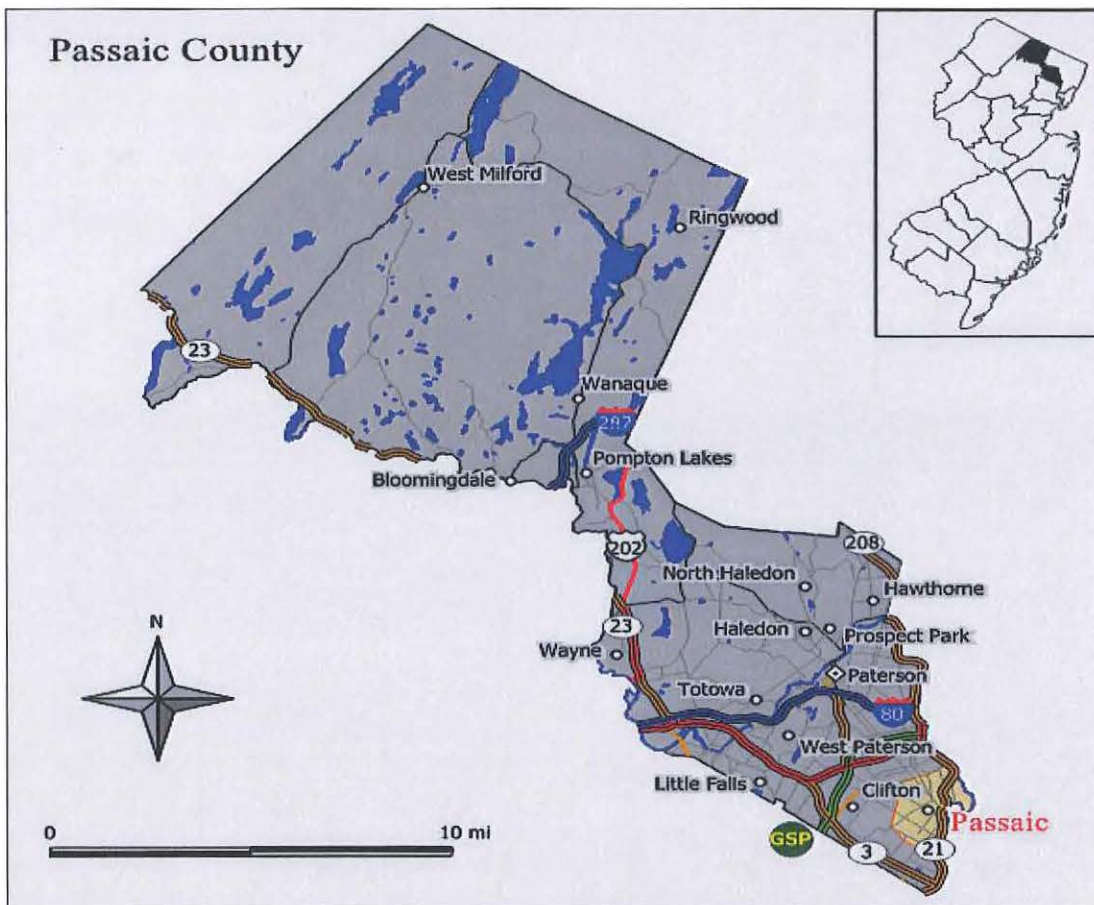 Passaic County
West Milford
Ringwood
23
Wanaque
287
Pompton Lakes
Bloomingdale
202
208
North Haledon
Hawthorne
N
23
Haledon
Prospect Park
Wayne
Paterson
Totowa
80
West Paterson
Little Falls
Clifton
Passaic
0
10 mi
GSP
3
21